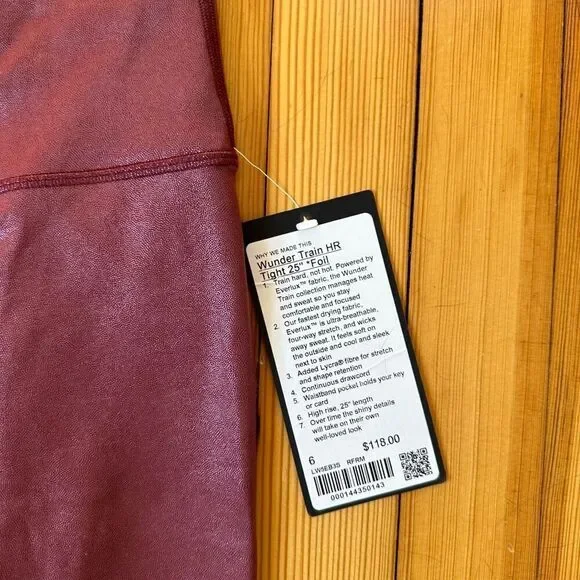 WHY WE MADE THIS
Wunder Train HR
Tight 25" *Foil
1. Train hard, not hot. Powered by
Everlux™ fabric, the Wunder
Train collection manages heat
and sweat so you stay
comfortable and focused
2. Our fastest drying fabric,
Everlux™ is ultra-breathable,
four-way stretch, and wicks
away sweat. It feels soft on
the outside and cool and sleek
next to skin
3. Added Lycra® fibre for stretch
and shape retention
4. Continuous drawcord
5. Waistband pocket holds your key
or card
6. High rise, 25" length
7. Over time the shiny details
will take on their own
well-loved look
6 $118.00
LW5EB3S RFRM
000144350143